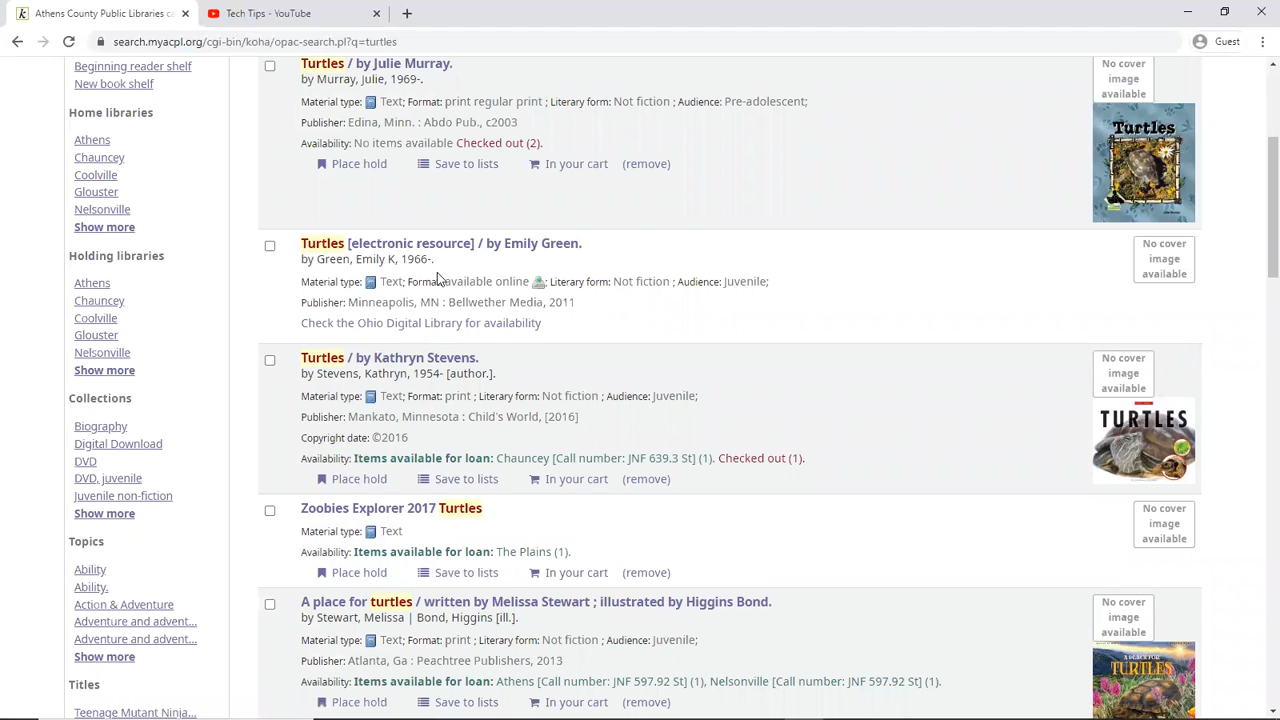 Athens County Public Libraries ca
Tech Tips - YouTube
search.myacpl.org/cgi-bin/koha/opac-search.pl?q=turtles
Guest
Beginning reader shelf
New book shelf
Home libraries
Athens
Chauncey
Coolville
Glouster
Nelsonville
Show more
Holding libraries
Athens
Chauncey
Coolville
Glouster
Nelsonville
Show more
Collections
Biography
Digital Download
DVD
DVD, juvenile
Juvenile non-fiction
Show more
Topics
Ability
Ability.
Action & Adventure
Adventure and advent...
Adventure and advent...
Show more
Titles
Teenage Mutant Ninja...
Turtles / by Julie Murray.
by Murray, Julie, 1969-.
Material type: Text; Format: print regular print ; Literary form: Not fiction ; Audience: Pre-adolescent;
Publisher: Edina, Minn. : Abdo Pub., c2003
Availability: No items available Checked out (2).
Place hold Save to lists In your cart (remove)
No cover
image
available
Turtles
Turtles [electronic resource] / by Emily Green.
by Green, Emily K, 1966-.
Material type: Text; Format: available online ; Literary form: Not fiction ; Audience: Juvenile;
Publisher: Minneapolis, MN : Bellwether Media, 2011
Check the Ohio Digital Library for availability
No cover
image
available
Turtles / by Kathryn Stevens.
by Stevens, Kathryn, 1954- [author.].
Material type: Text; Format: print ; Literary form: Not fiction ; Audience: Juvenile;
Publisher: Mankato, Minnesota : Child's World, [2016]
Copyright date: ©2016
Items available for loan: Chauncey [Call number: JNF 639.3 St] (1). Checked out (1).
Availability:
Place hold Save to lists In your cart (remove)
No cover
image
available
TURTLES
Zoobies Explorer 2017 Turtles
Material type: Text
Availability: Items available for loan: The Plains (1).
Place hold Save to lists In your cart (remove)
No cover
image
available
A place for turtles / written by Melissa Stewart ; illustrated by Higgins Bond.
by Stewart, Melissa | Bond, Higgins [ill.].
Material type: Text; Format: print ; Literary form: Not fiction ; Audience: Juvenile;
Publisher: Atlanta, Ga : Peachtree Publishers, 2013
Availability: Items available for loan: Athens [Call number: JNF 597.92 St] (1), Nelsonville [Call number: JNF 597.92 St] (1).
Place hold Save to lists In your cart (remove)
No cover
image
available
A PLACE FOR
TURTLES